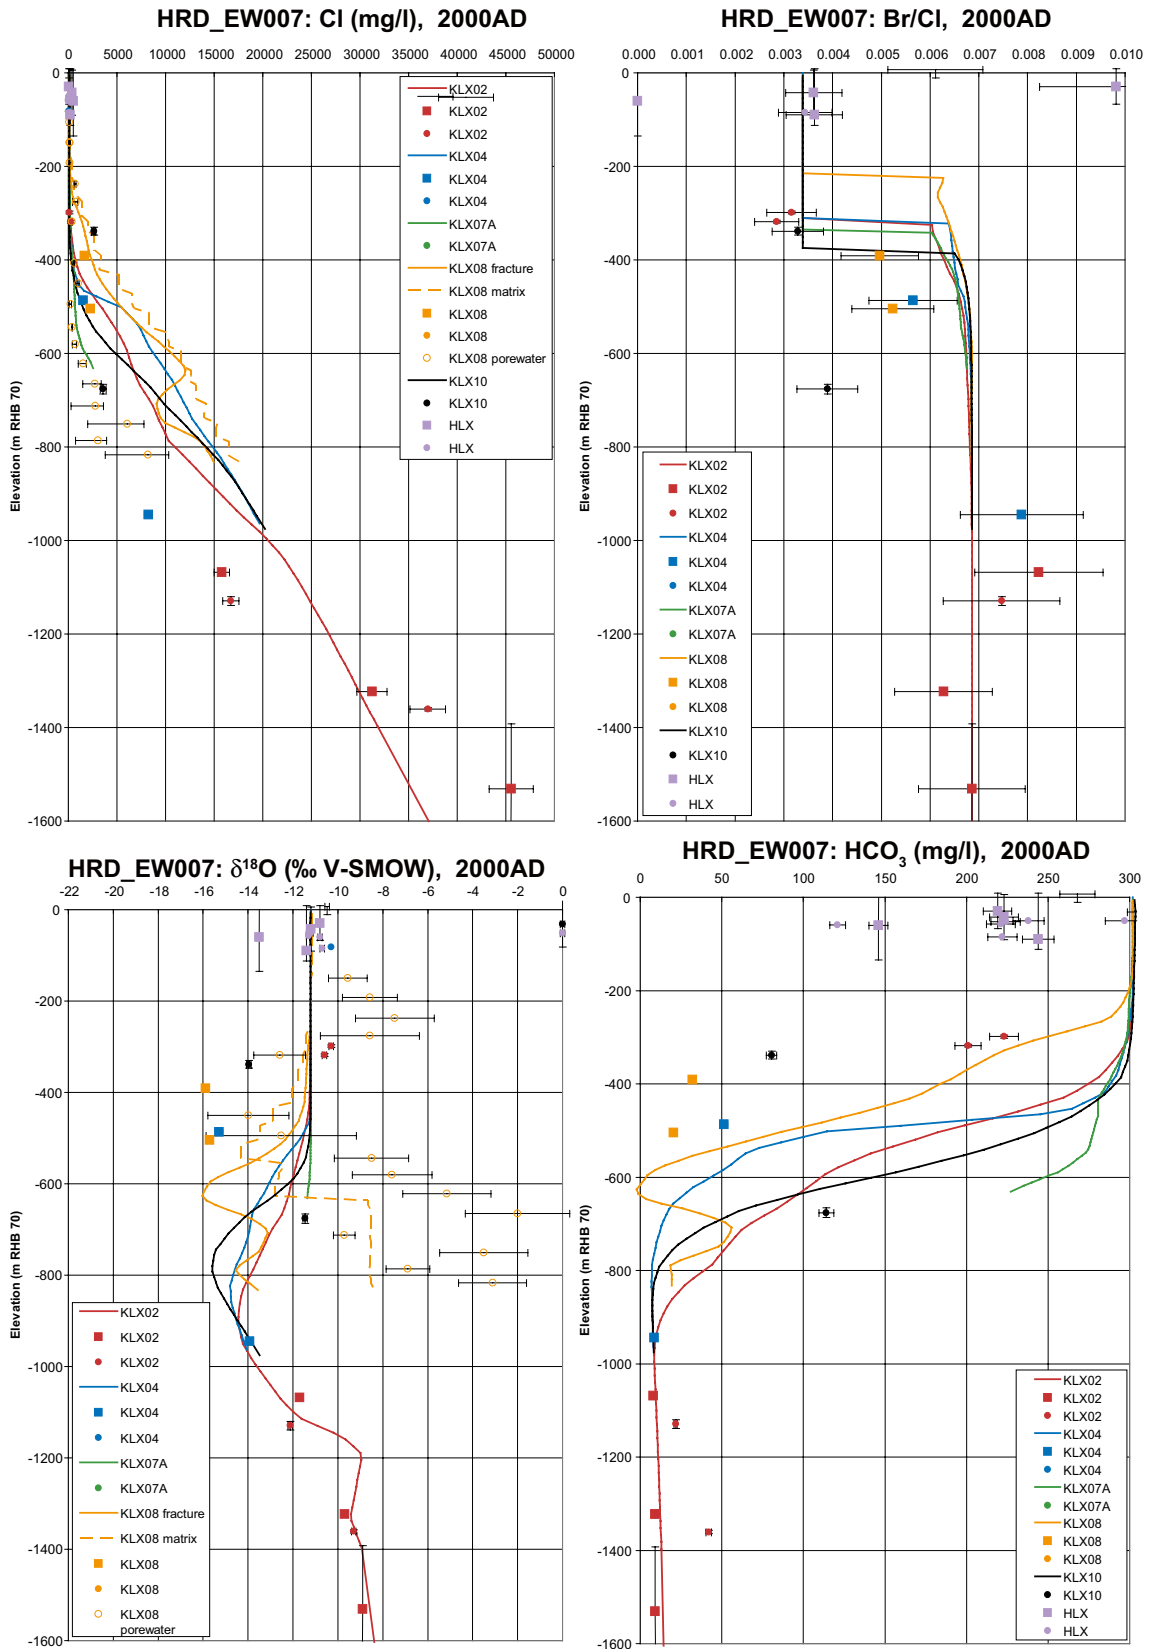 HRD_EW007: Cl (mg/l), 2000AD
0 5000 10000 15000 20000 25000 30000 35000 40000 45000 50000
0
-200
-400
-600
-800
-1000
-1200
-1400
-1600
Elevation (m RHB 70)
KLX02
KLX02
KLX02
KLX04
KLX04
KLX04
KLX07A
KLX07A
KLX08 fracture
KLX08 matrix
KLX08
KLX08
KLX08 porewater
KLX10
KLX10
HLX
HLX
HRD_EW007: Br/Cl, 2000AD
0.000 0.001 0.002 0.003 0.004 0.005 0.006 0.007 0.008 0.009 0.010
0
-200
-400
-600
-800
-1000
-1200
-1400
-1600
Elevation (m RHB 70)
KLX02
KLX02
KLX02
KLX04
KLX04
KLX04
KLX07A
KLX07A
KLX08
KLX08
KLX08
KLX10
KLX10
HLX
HLX
HRD_EW007: δ¹⁸O (‰ V-SMOW), 2000AD
-22 -20 -18 -16 -14 -12 -10 -8 -6 -4 -2 0
0
-200
-400
-600
-800
-1000
-1200
-1400
-1600
Elevation (m RHB 70)
KLX02
KLX02
KLX02
KLX04
KLX04
KLX04
KLX07A
KLX07A
KLX08 fracture
KLX08 matrix
KLX08
KLX08
KLX08
porewater
HRD_EW007: HCO₃ (mg/l), 2000AD
0 50 100 150 200 250 300
0
-200
-400
-600
-800
-1000
-1200
-1400
-1600
Elevation (m RHB 70)
KLX02
KLX02
KLX02
KLX04
KLX04
KLX04
KLX07A
KLX07A
KLX08
KLX08
KLX08
KLX10
KLX10
HLX
HLX